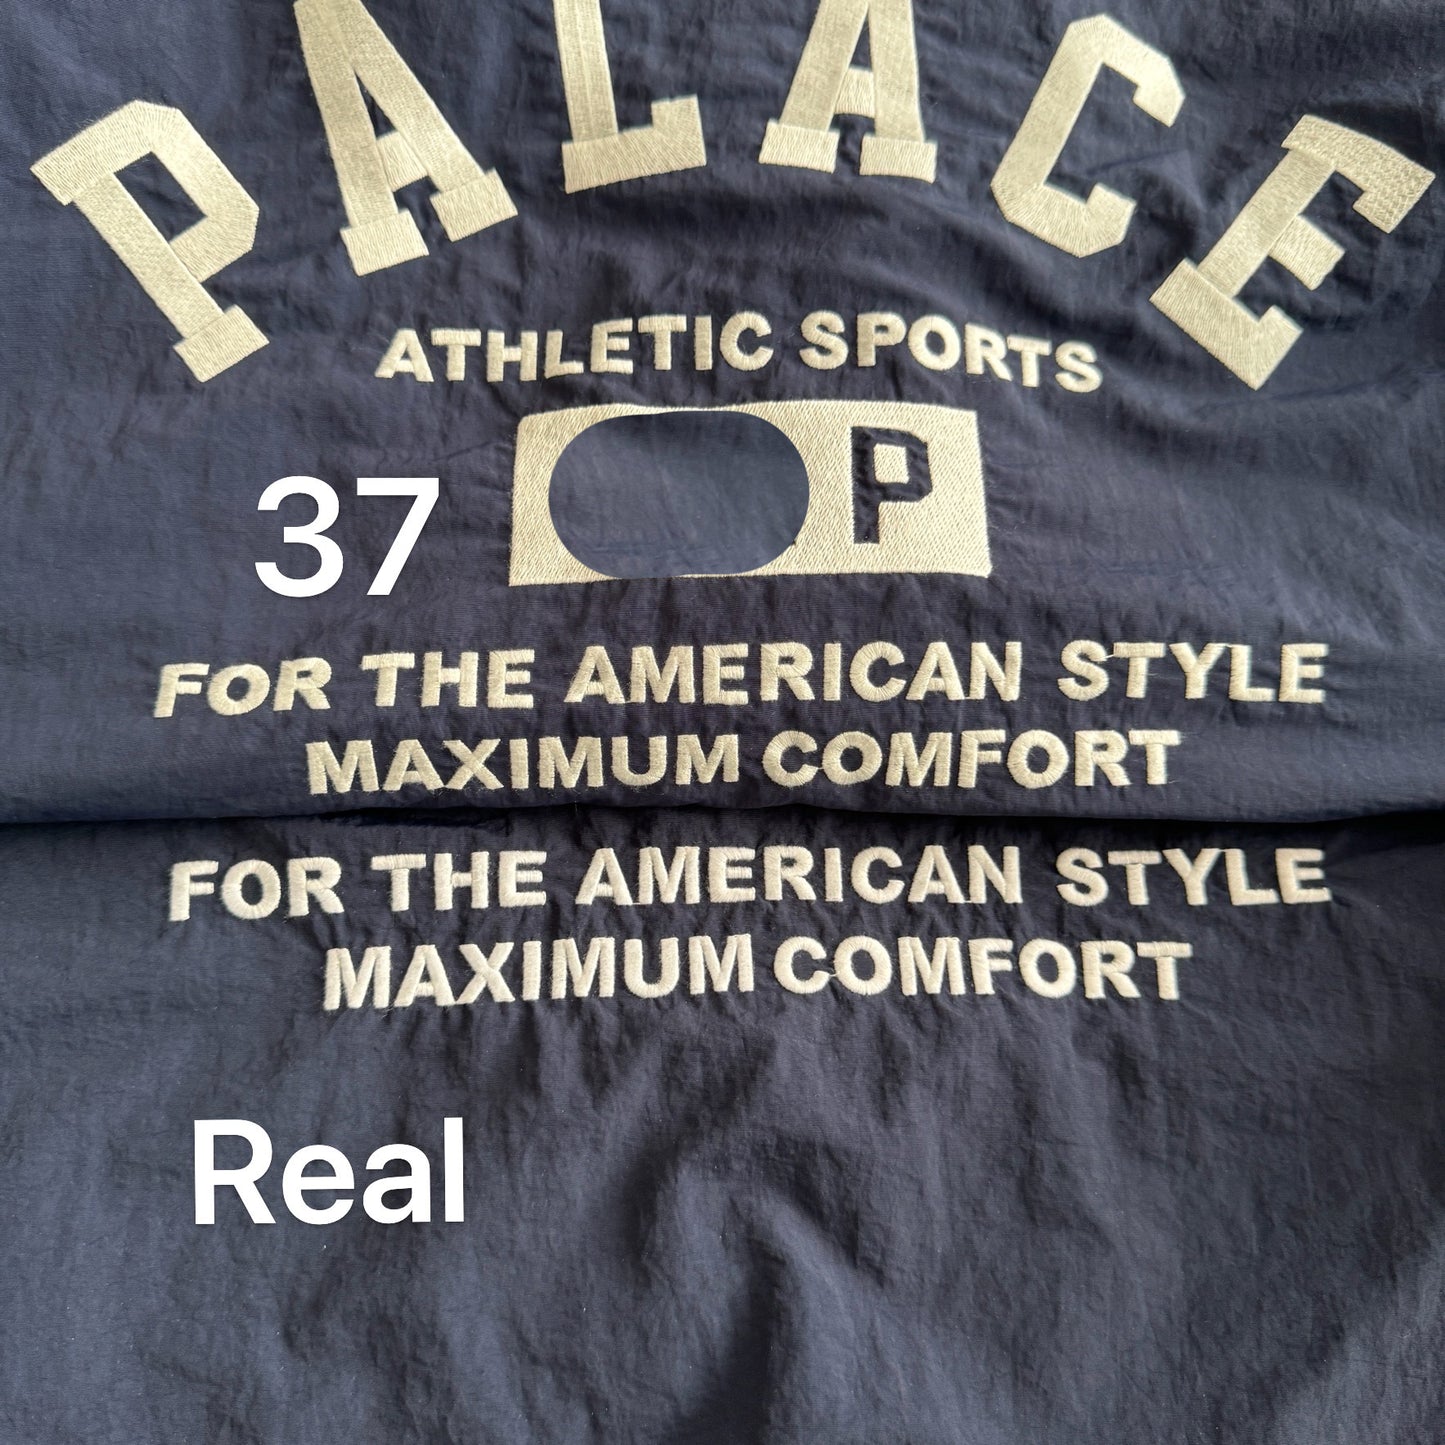 PALACE
ATHLETIC SPORTS
P
37
FOR THE AMERICAN STYLE
MAXIMUM COMFORT
FOR THE AMERICAN STYLE
MAXIMUM COMFORT
Real